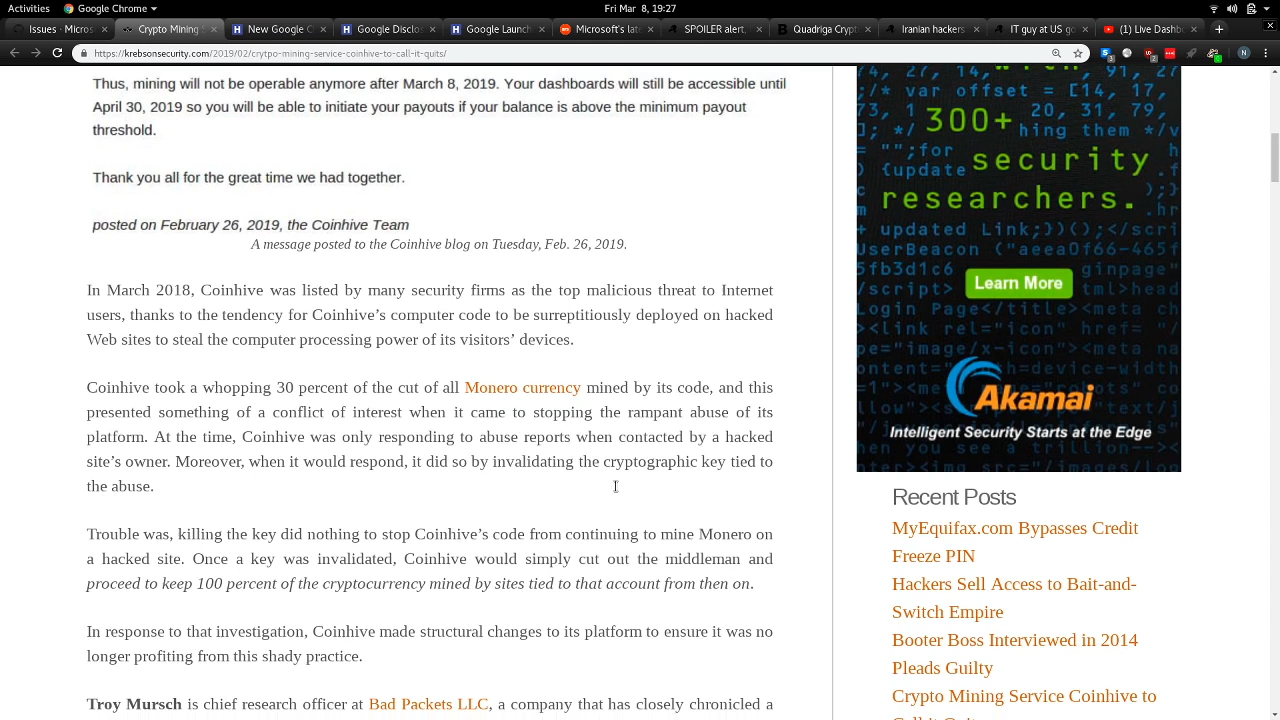 Activities Google Chrome Fri Mar 8, 19:27
Issues · Micros Crypto Mining S New Google C Google Disclos Google Launch Microsoft's late SPOILER alert, Quadriga Crypt Iranian hackers IT guy at US go (1) Live Dashbo
https://krebsonsecurity.com/2019/02/crytpo-mining-service-coinhive-to-call-it-quits/
Thus, mining will not be operable anymore after March 8, 2019. Your dashboards will still be accessible until
April 30, 2019 so you will be able to initiate your payouts if your balance is above the minimum payout
threshold.
Thank you all for the great time we had together.
posted on February 26, 2019, the Coinhive Team
A message posted to the Coinhive blog on Tuesday, Feb. 26, 2019.
In March 2018, Coinhive was listed by many security firms as the top malicious threat to Internet
users, thanks to the tendency for Coinhive’s computer code to be surreptitiously deployed on hacked
Web sites to steal the computer processing power of its visitors’ devices.
Coinhive took a whopping 30 percent of the cut of all Monero currency mined by its code, and this
presented something of a conflict of interest when it came to stopping the rampant abuse of its
platform. At the time, Coinhive was only responding to abuse reports when contacted by a hacked
site’s owner. Moreover, when it would respond, it did so by invalidating the cryptographic key tied to
the abuse.
Trouble was, killing the key did nothing to stop Coinhive’s code from continuing to mine Monero on
a hacked site. Once a key was invalidated, Coinhive would simply cut out the middleman and
proceed to keep 100 percent of the cryptocurrency mined by sites tied to that account from then on.
In response to that investigation, Coinhive made structural changes to its platform to ensure it was no
longer profiting from this shady practice.
Troy Mursch is chief research officer at Bad Packets LLC, a company that has closely chronicled a
300+
security
researchers.
Learn More
Akamai
Intelligent Security Starts at the Edge
Recent Posts
MyEquifax.com Bypasses Credit
Freeze PIN
Hackers Sell Access to Bait-and-
Switch Empire
Booter Boss Interviewed in 2014
Pleads Guilty
Crypto Mining Service Coinhive to